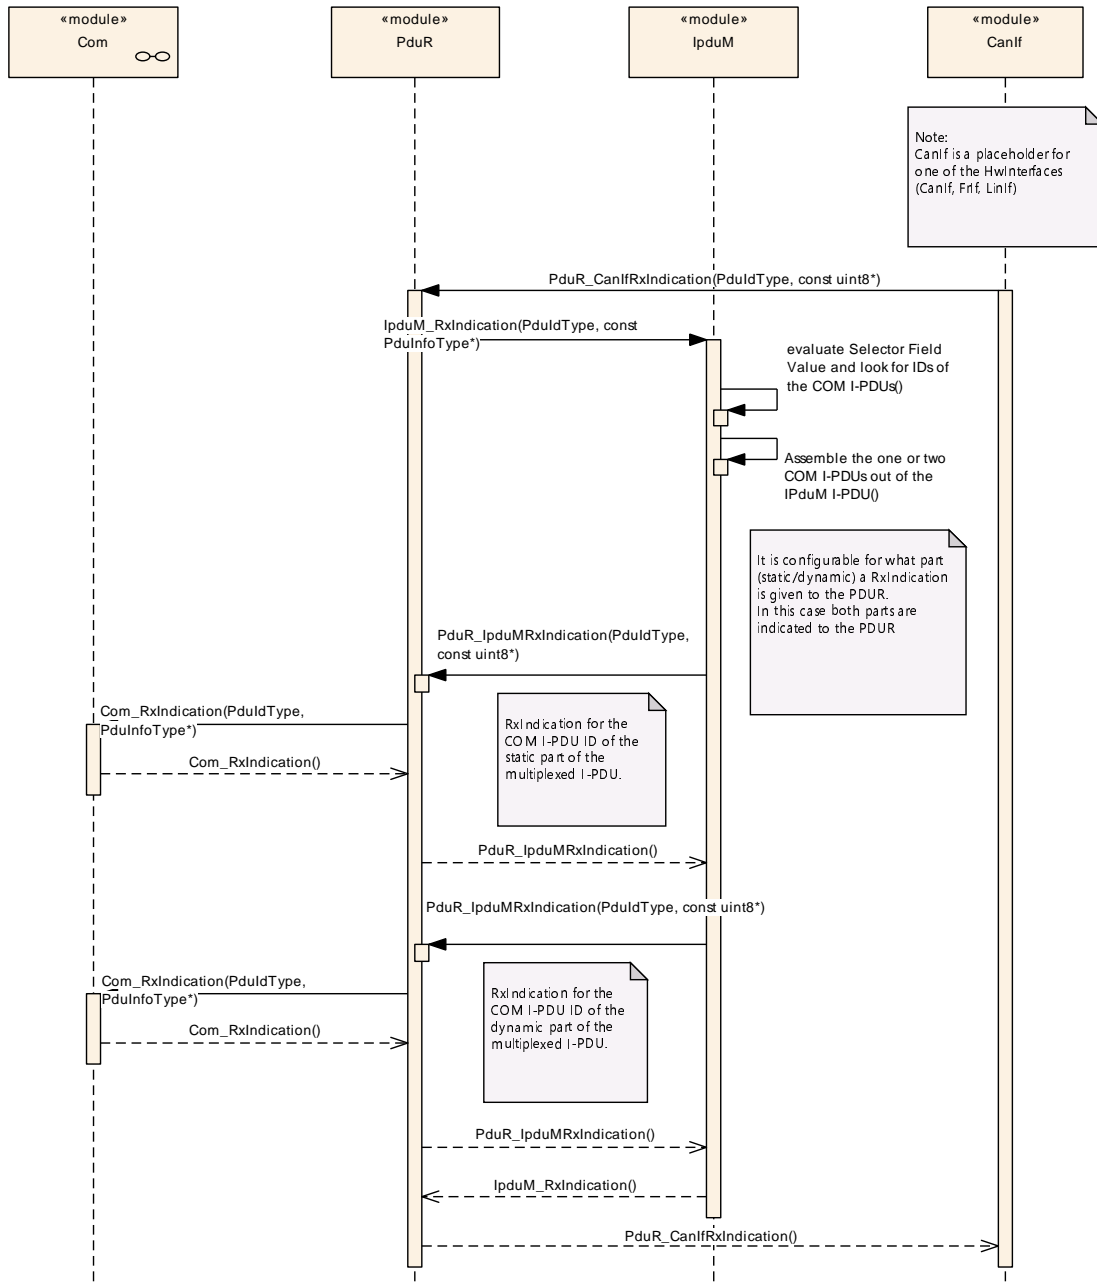 «module»
Com
«module»
PduR
«module»
IpduM
«module»
CanIf
Note:
CanIf is a placeholder for
one of the HwInterfaces
(CanIf, FrIf, LinIf)
PduR_CanIfRxIndication(PduIdType, const uint8*)
IpduM_RxIndication(PduIdType, const
PduInfoType*)
evaluate Selector Field
Value and look for IDs of
the COM I-PDUs()
Assemble the one or two
COM I-PDUs out of the
IPduM I-PDU()
It is configurable for what part
(static/dynamic) a RxIndication
is given to the PDUR.
In this case both parts are
indicated to the PDUR
PduR_IpduMRxIndication(PduIdType,
const uint8*)
Com_RxIndication(PduIdType,
PduInfoType*)
RxIndication for the
COM I-PDU ID of the
static part of the
multiplexed I-PDU.
Com_RxIndication()
PduR_IpduMRxIndication()
PduR_IpduMRxIndication(PduIdType, const uint8*)
Com_RxIndication(PduIdType,
PduInfoType*)
RxIndication for the
COM I-PDU ID of the
dynamic part of the
multiplexed I-PDU.
Com_RxIndication()
PduR_IpduMRxIndication()
IpduM_RxIndication()
PduR_CanIfRxIndication()